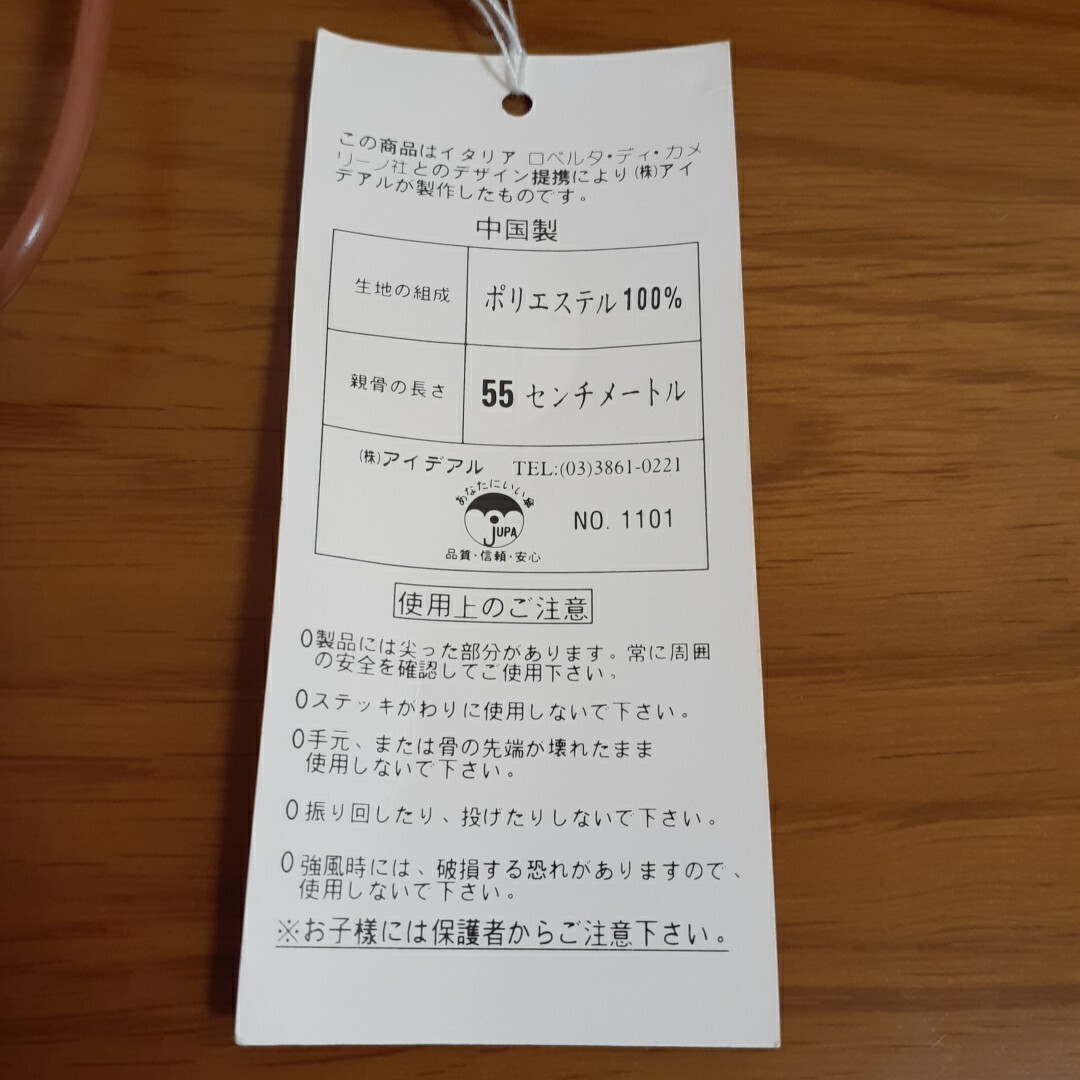 この商品はイタリア ロベルタ・ディ・カメ
リーノ社とのデザイン提携により(株)アイ
デアルが製作したものです。
中国製
生地の組成 ポリエステル100%
親骨の長さ 55 センチメートル
(株)アイデアル TEL:(03)3861-0221
あなたにいい傘
JUPA NO. 1101
品質・信頼・安心
使用上のご注意
0製品には尖った部分があります。常に周囲
の安全を確認してご使用下さい。
0ステッキがわりに使用しないで下さい。
0手元、または骨の先端が壊れたまま
使用しないで下さい。
0振り回したり、投げたりしないで下さい。
0強風時には、破損する恐れがありますので、
使用しないで下さい。
※お子様には保護者からご注意下さい。